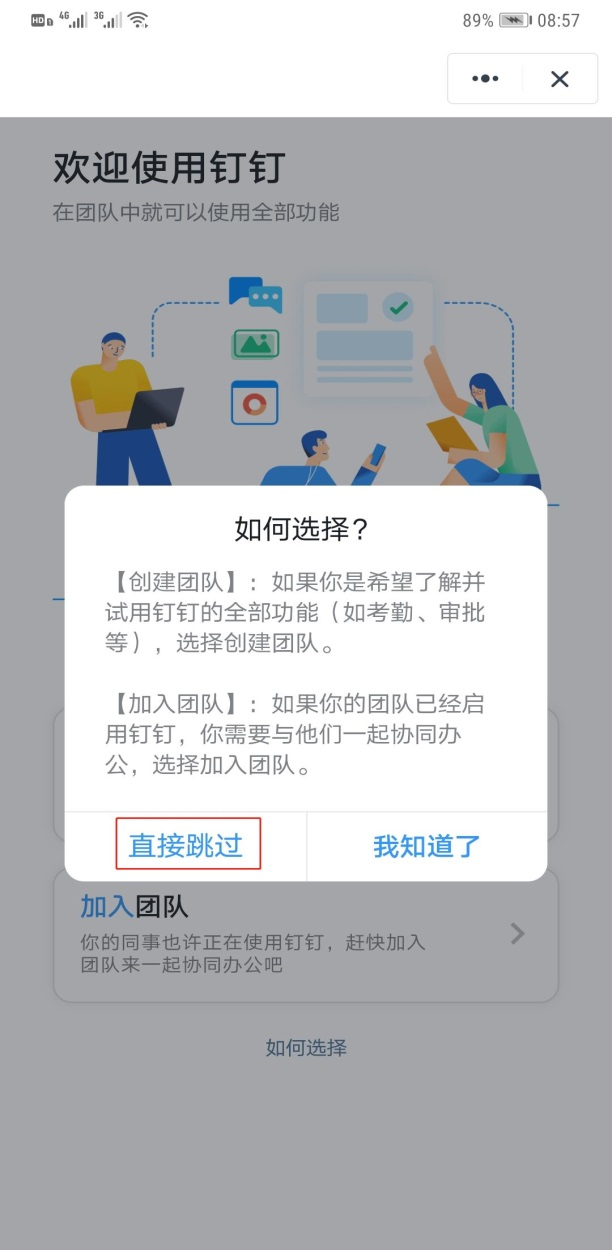 HD 4G 3G 89% 08:57
欢迎使用钉钉
在团队中就可以使用全部功能
如何选择?
【创建团队】:如果你是希望了解并
试用钉钉的全部功能（如考勤、审批
等），选择创建团队。
【加入团队】:如果你的团队已经启
用钉钉，你需要与他们一起协同办
公，选择加入团队。
直接跳过 我知道了
加入团队
你的同事也许正在使用钉钉，赶快加入
团队来一起协同办公吧
如何选择